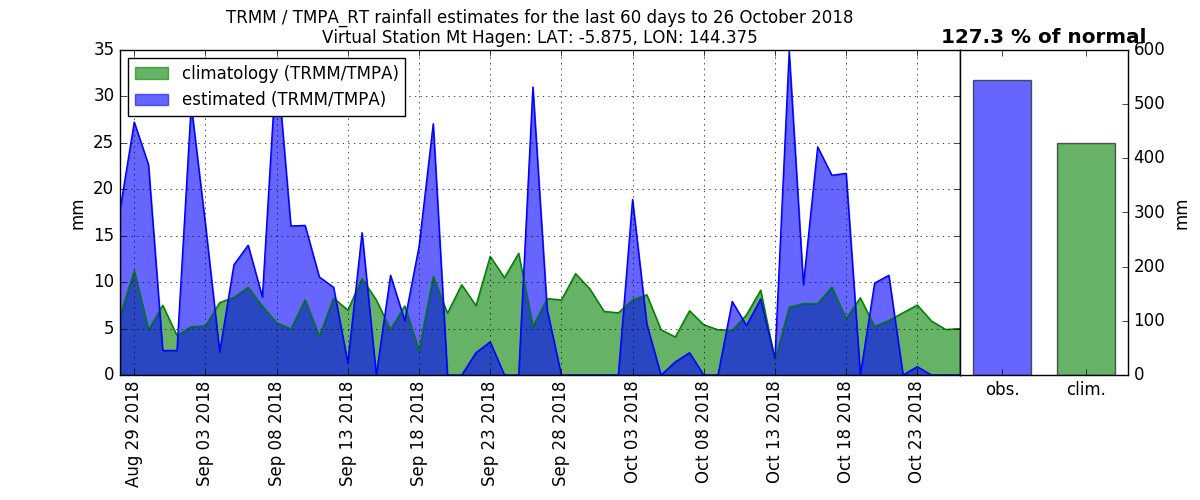 TRMM / TMPA_RT rainfall estimates for the last 60 days to 26 October 2018
Virtual Station Mt Hagen: LAT: -5.875, LON: 144.375
127.3 % of normal
climatology (TRMM/TMPA)
estimated (TRMM/TMPA)
35
30
25
20
15
10
5
0
mm
Aug 29 2018
Sep 03 2018
Sep 08 2018
Sep 13 2018
Sep 18 2018
Sep 23 2018
Sep 28 2018
Oct 03 2018
Oct 08 2018
Oct 13 2018
Oct 18 2018
Oct 23 2018
600
500
400
300
200
100
0
mm
obs.
clim.